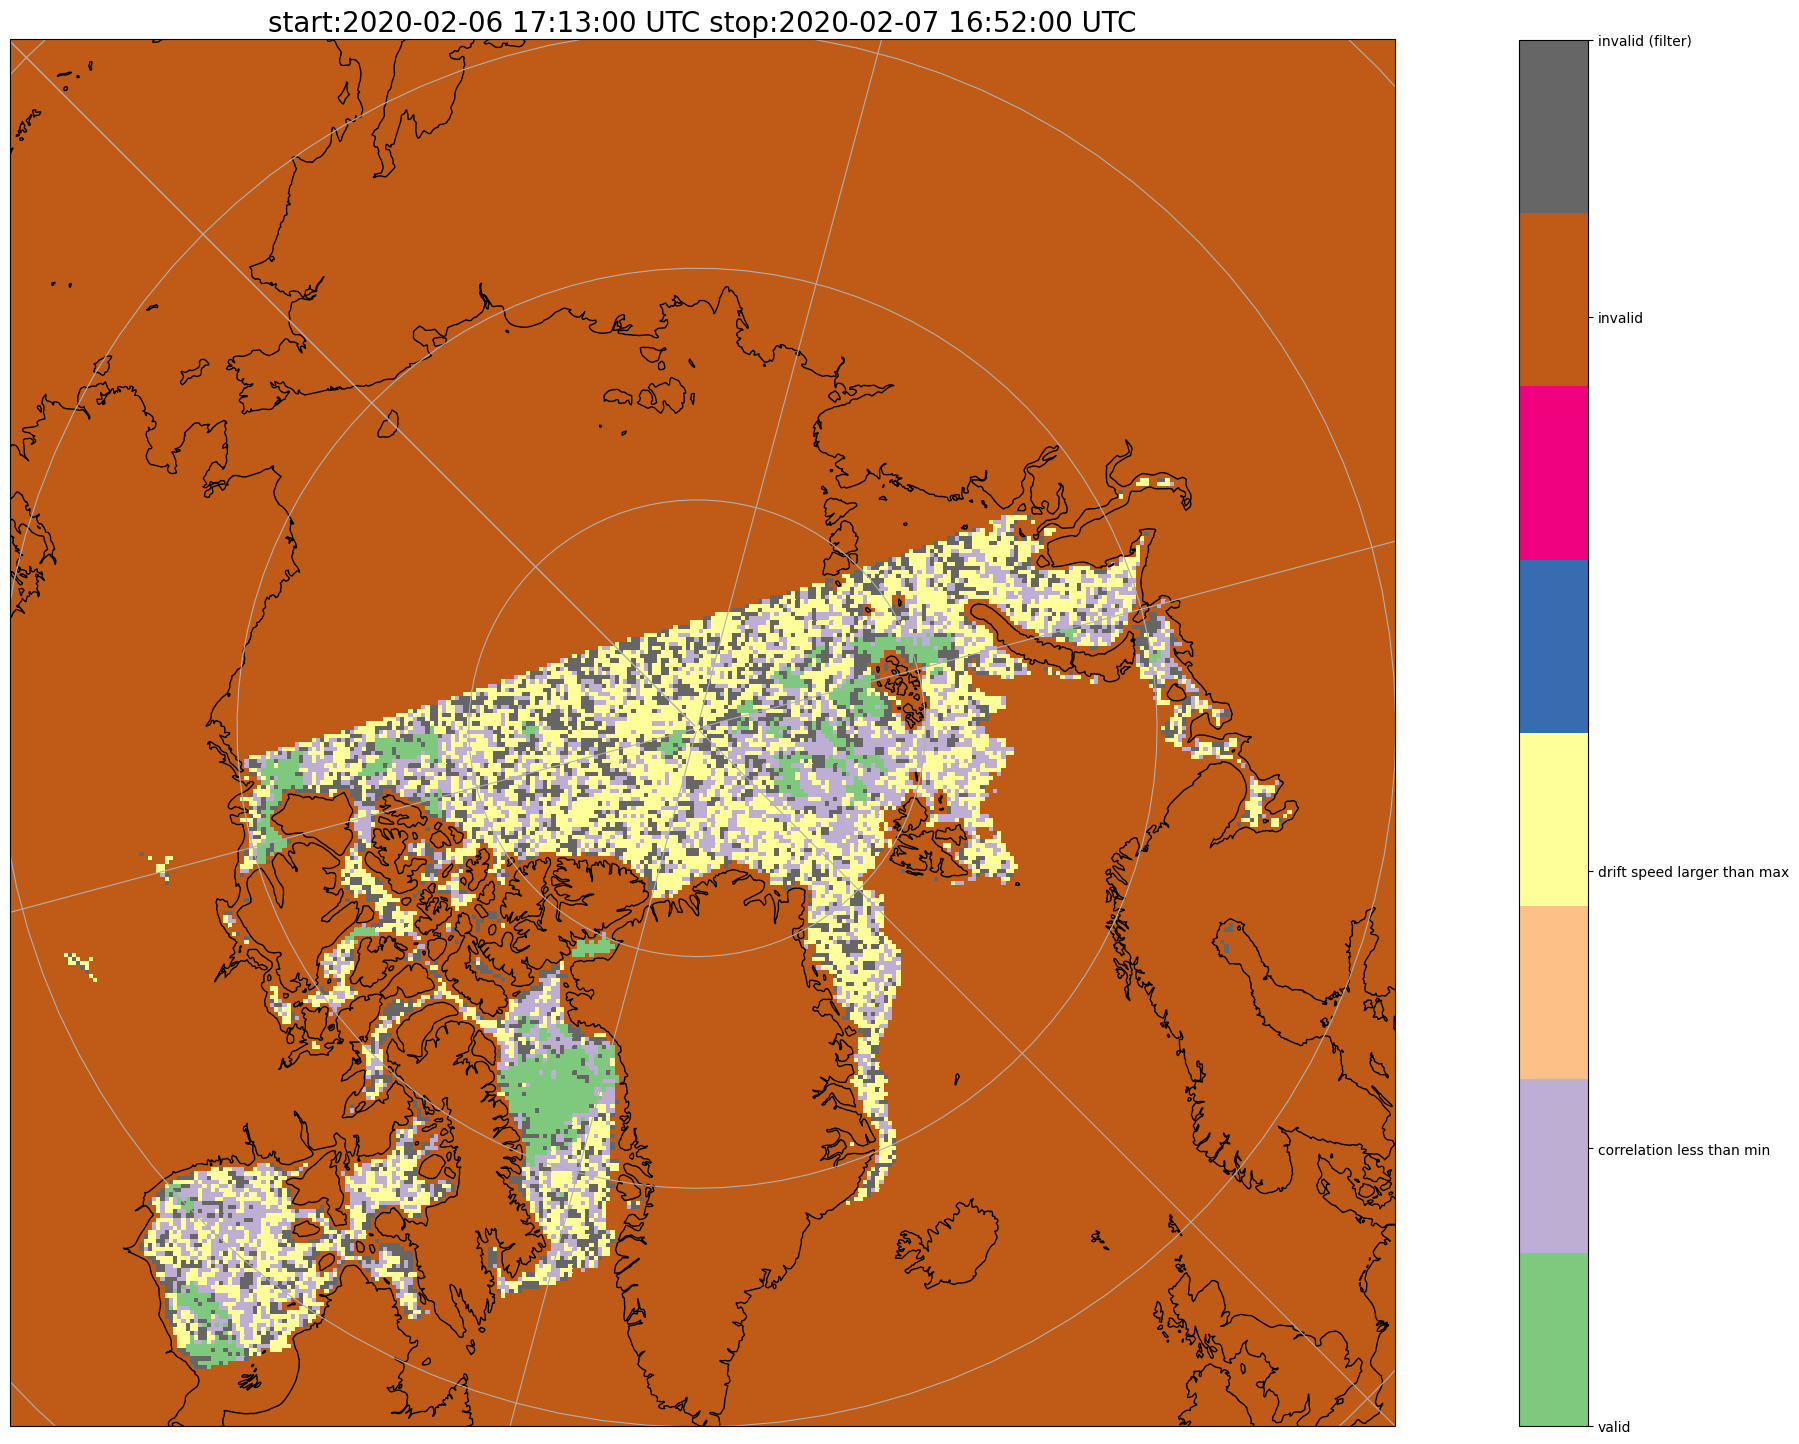 start:2020-02-06 17:13:00 UTC stop:2020-02-07 16:52:00 UTC
invalid (filter)
invalid
drift speed larger than max
correlation less than min
valid